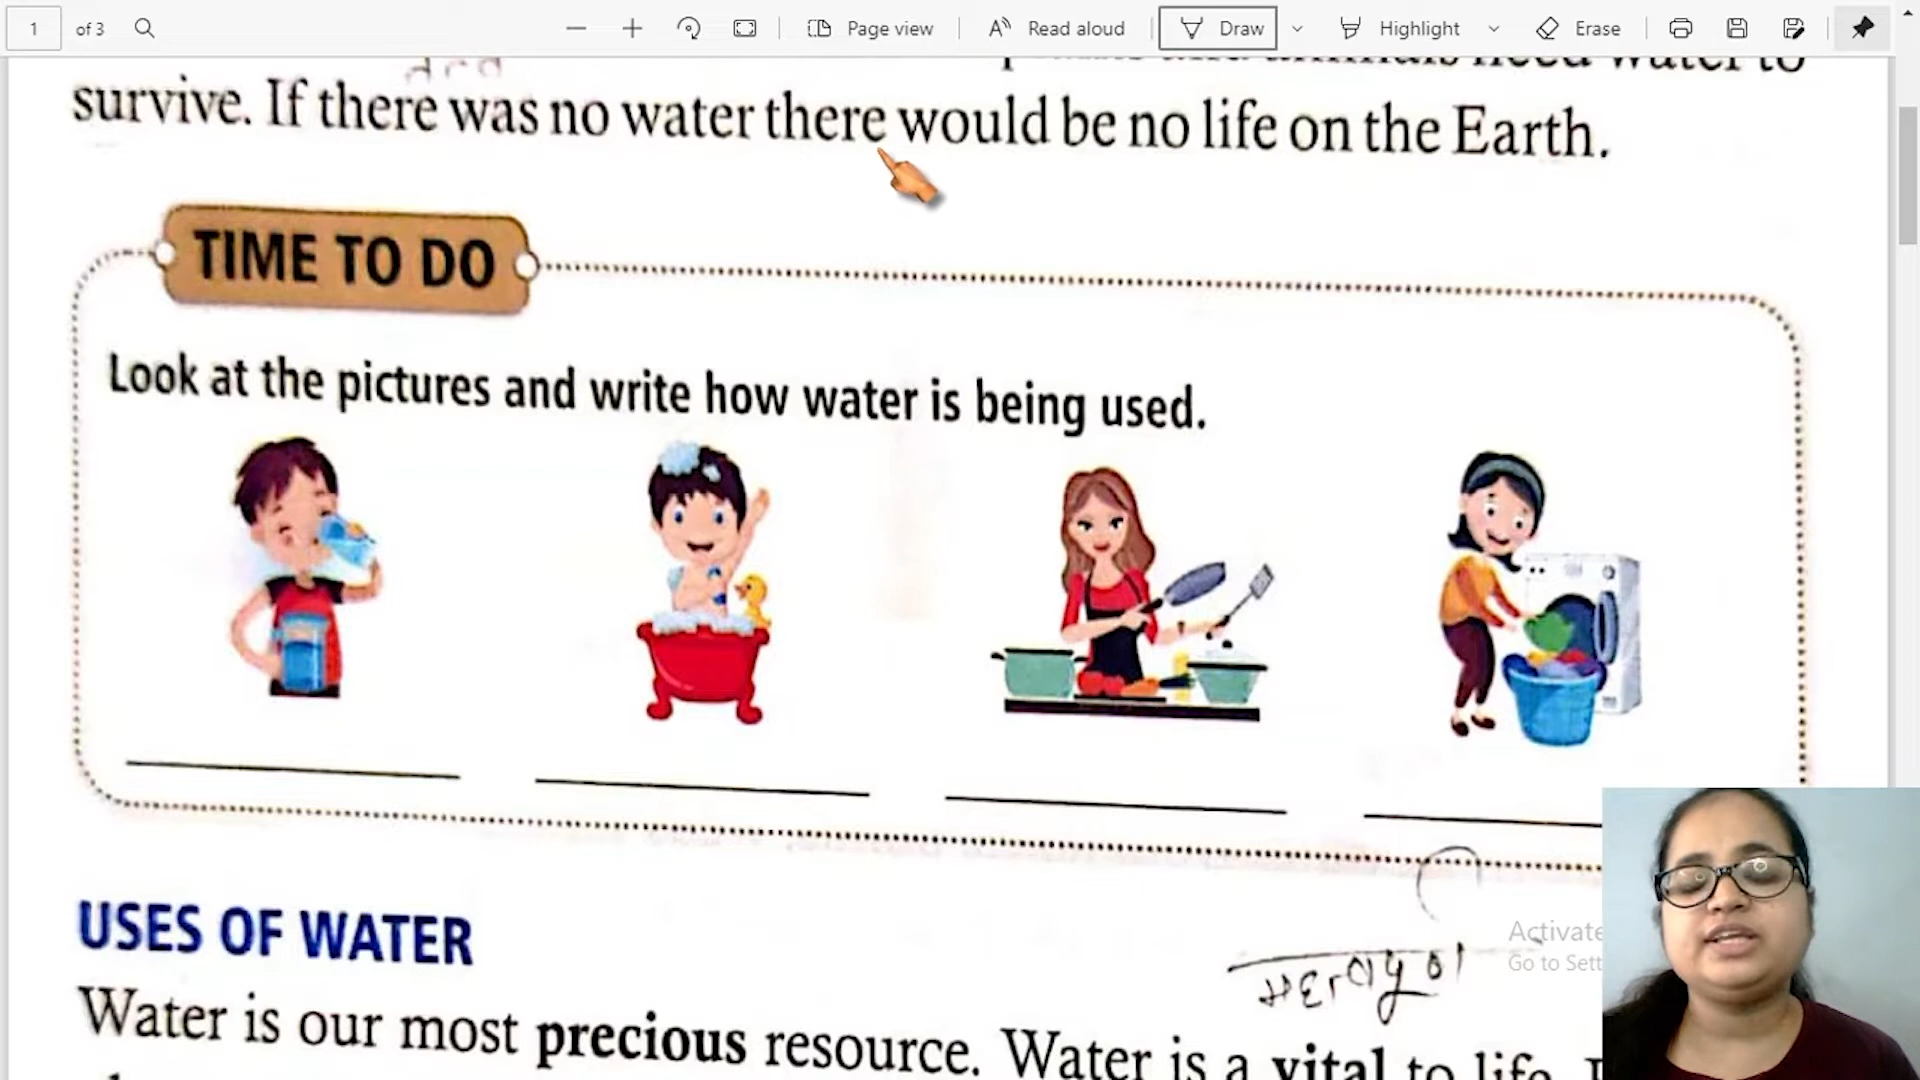 1 of 3 Page view Read aloud Draw Highlight Erase
survive. If there was no water there would be no life on the Earth.
TIME TO DO
Look at the pictures and write how water is being used.
USES OF WATER
Activate
Go to Sett
Water is our most precious resource. Water is a vital to life.